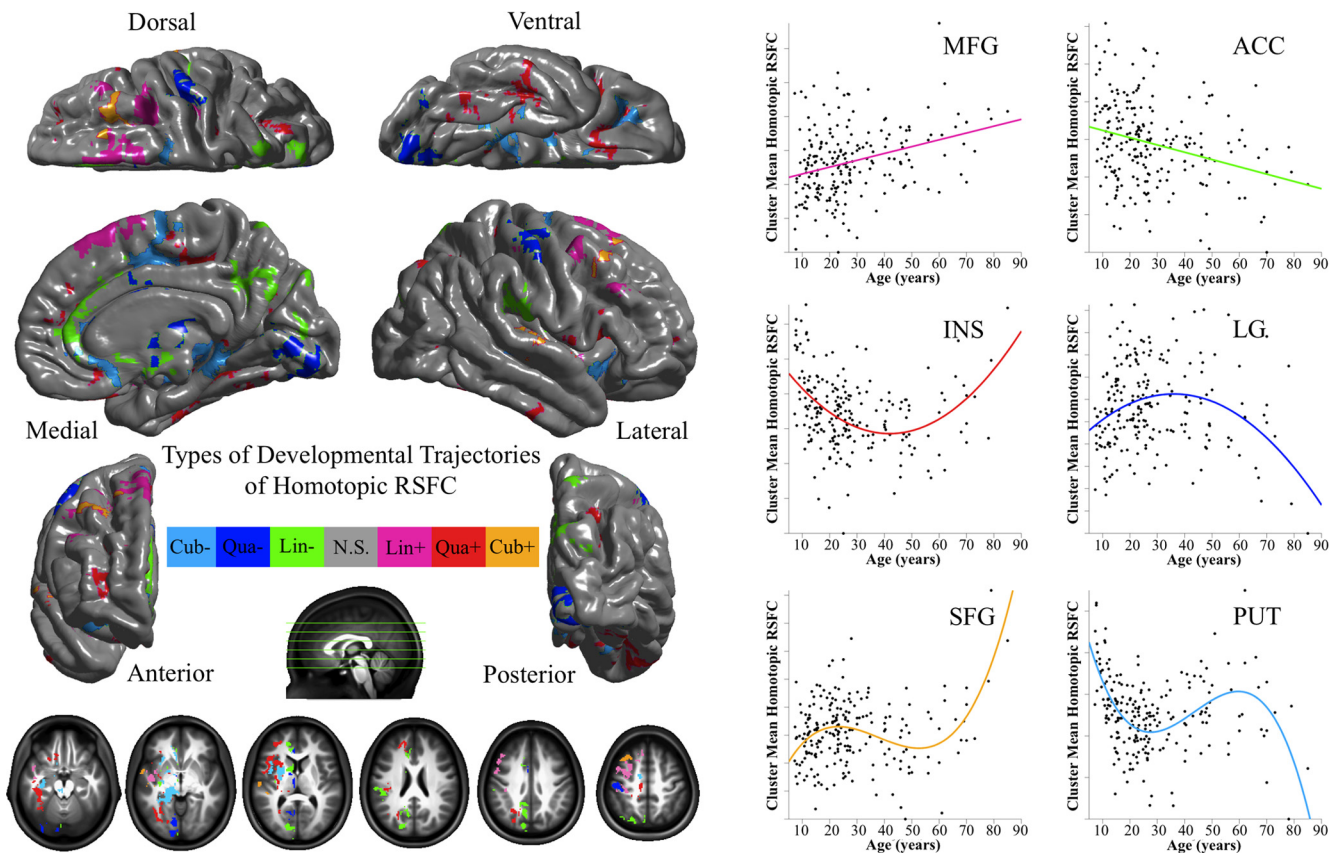 Dorsal
Ventral
Medial
Lateral
Types of Developmental Trajectories
of Homotopic RSFC
Cub- Qua- Lin- N.S. Lin+ Qua+ Cub+
Anterior
Posterior
MFG
Cluster Mean Homotopic RSFC
10 20 30 40 50 60 70 80 90
Age (years)
ACC
Cluster Mean Homotopic RSFC
10 20 30 40 50 60 70 80 90
Age (years)
INS
Cluster Mean Homotopic RSFC
10 20 30 40 50 60 70 80 90
Age (years)
LG
Cluster Mean Homotopic RSFC
10 20 30 40 50 60 70 80 90
Age (years)
SFG
Cluster Mean Homotopic RSFC
10 20 30 40 50 60 70 80 90
Age (years)
PUT
Cluster Mean Homotopic RSFC
10 20 30 40 50 60 70 80 90
Age (years)